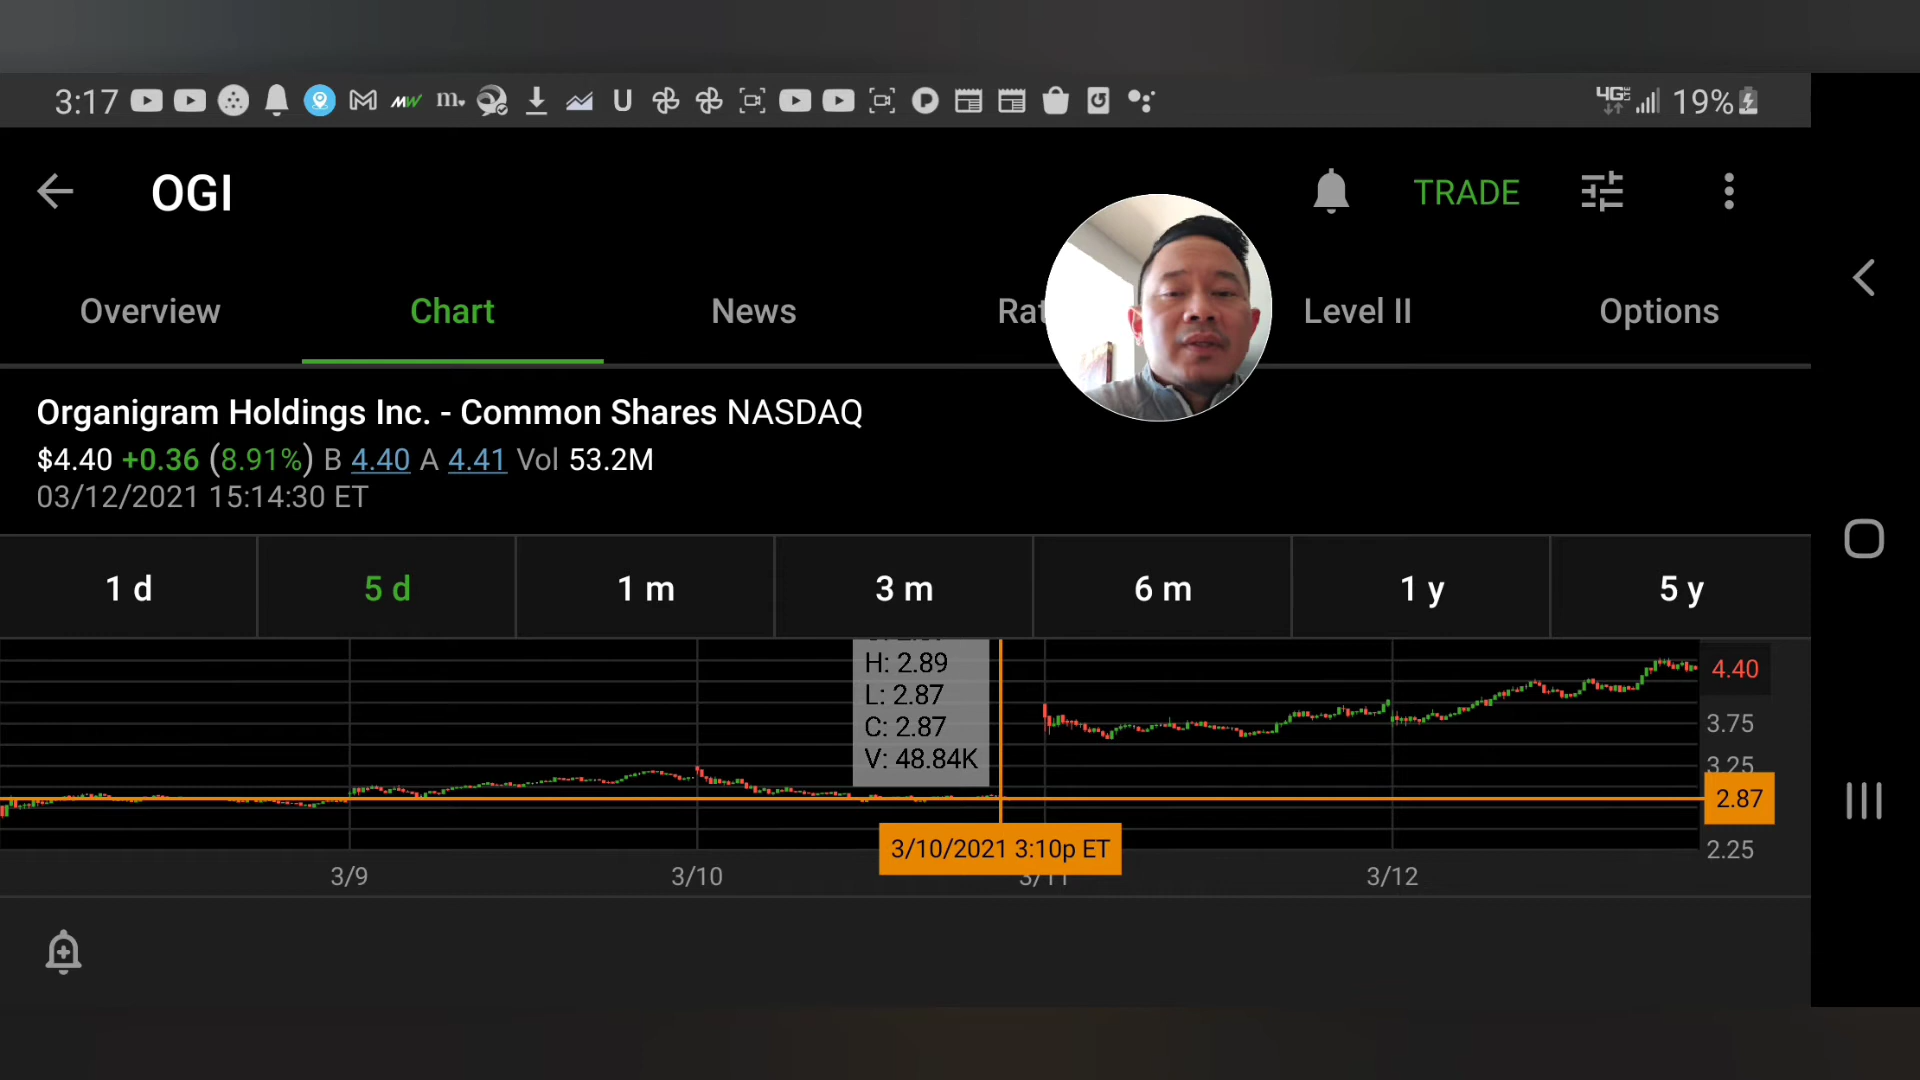 3:17 MW m 4G LTE 19%
OGI TRADE
Overview Chart News Rat Level II Options
Organigram Holdings Inc. - Common Shares NASDAQ
$4.40 +0.36 (8.91%) B 4.40 A 4.41 Vol 53.2M
03/12/2021 15:14:30 ET
1 d 5 d 1 m 3 m 6 m 1 y 5 y
H: 2.89
L: 2.87
C: 2.87
V: 48.84K
4.40
3.75
3.25
2.87
2.25
3/10/2021 3:10p ET
3/9 3/10 3/11 3/12